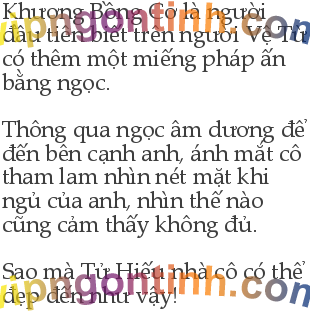 Khương Bồng Cơ là người
đầu tiên biết trên người Vệ Từ
có thêm một miếng pháp ấn
bằng ngọc.

Thông qua ngọc âm dương để
đến bên cạnh anh, ánh mắt cô
tham lam nhìn nét mặt khi
ngủ của anh, nhìn thế nào
cũng cảm thấy không đủ.

Sao mà Tử Hiếu nhà cô có thể
đẹp đến như vậy!
vipngontinh.com
vipngontinh.com